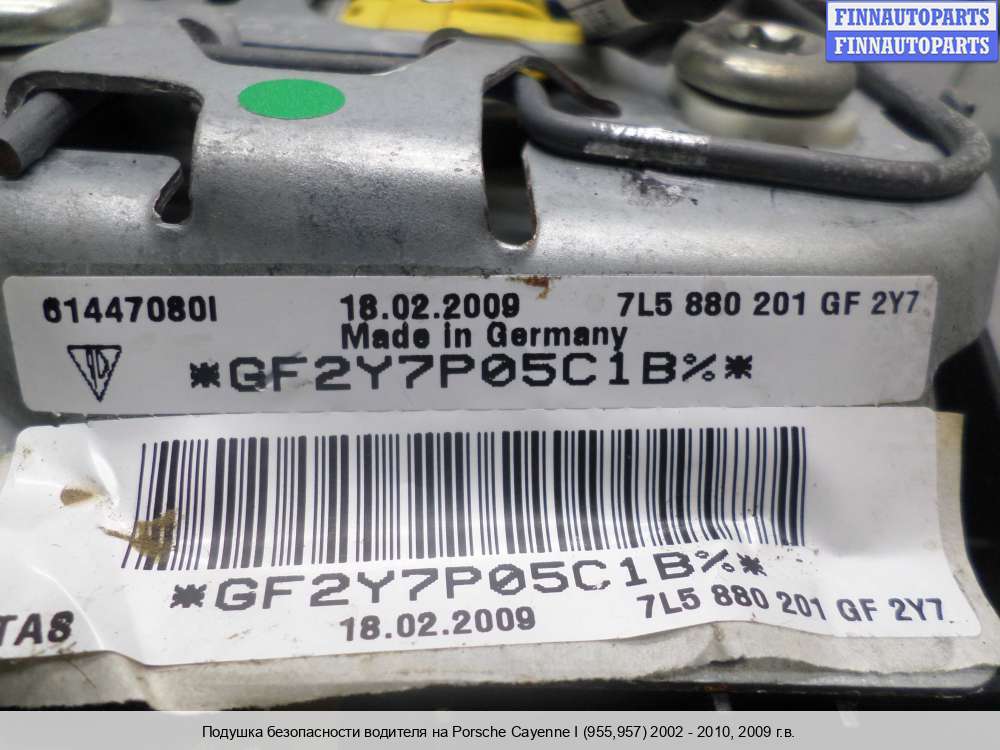 FINNAUTOPARTS
FINNAUTOPARTS
61447080I 18.02.2009 7L5 880 201 GF 2Y7
Made in Germany
*GF2Y7P05C1B%*
*GF2Y7P05C1B%*
TA8 18.02.2009 7L5 880 201 GF 2Y7
Подушка безопасности водителя на Porsche Cayenne I (955,957) 2002 - 2010, 2009 г.в.